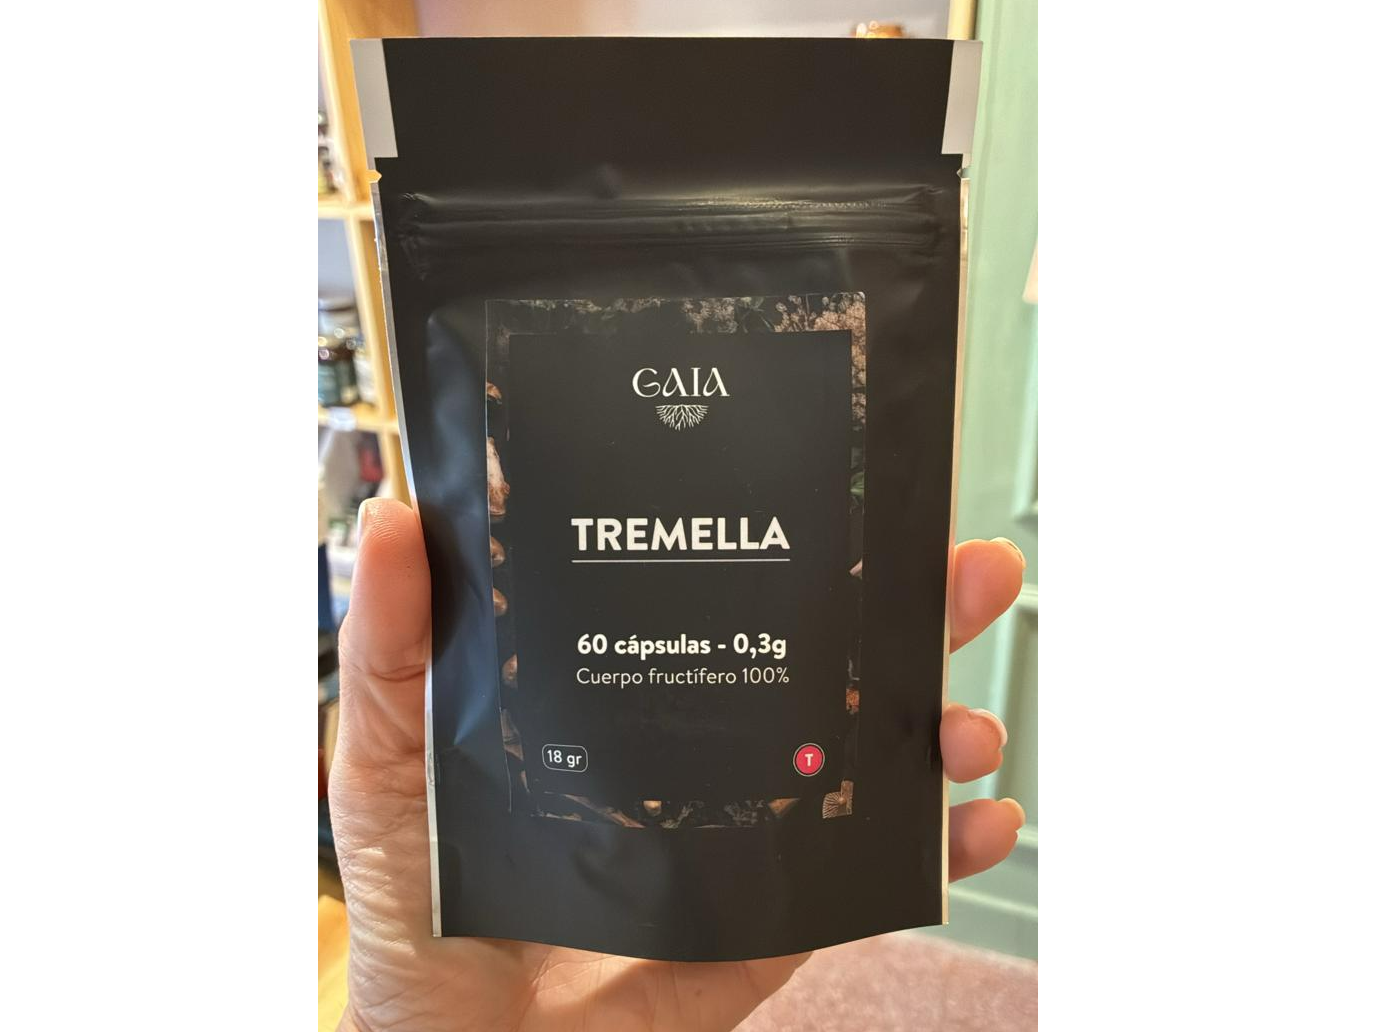 GAIA
TREMELLA
60 cápsulas - 0,3g
Cuerpo fructífero 100%
18 gr
T